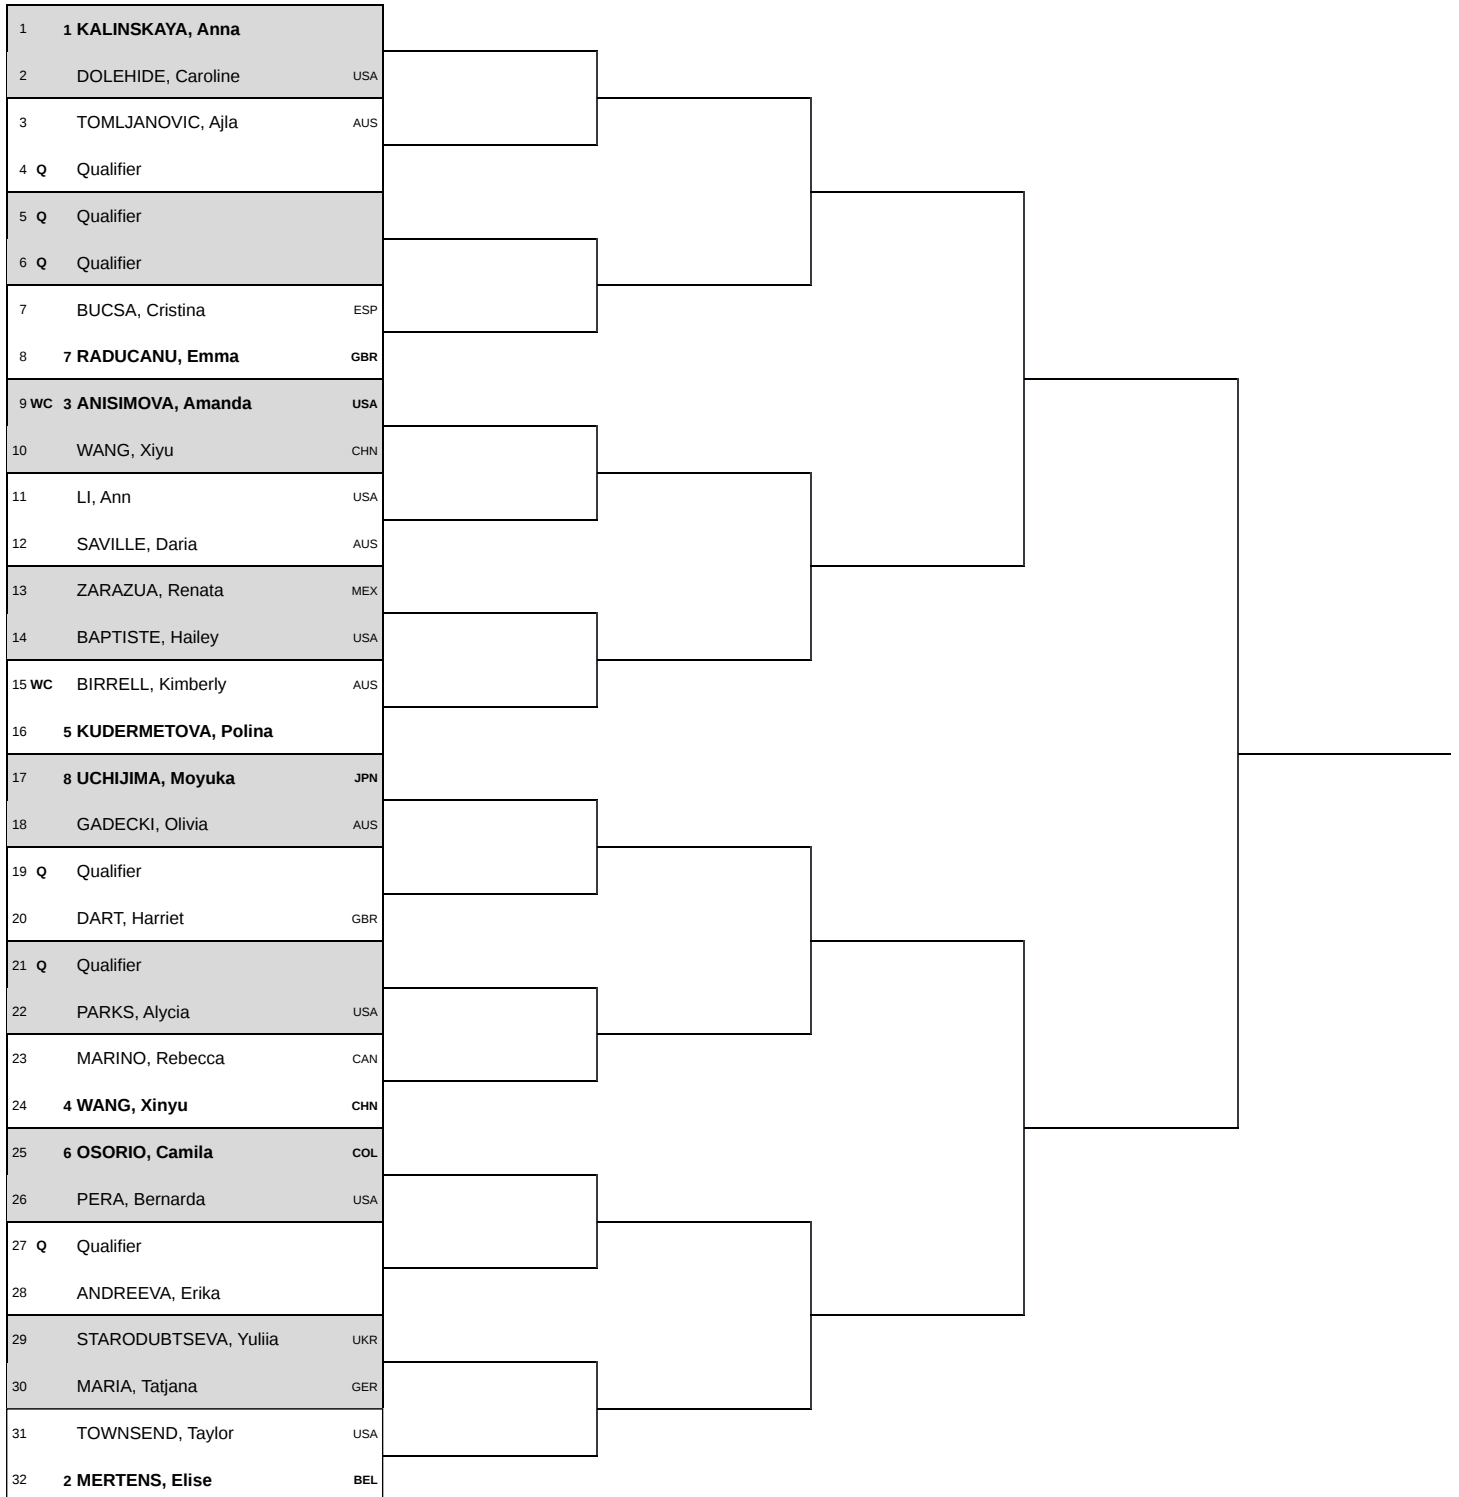 1 1 KALINSKAYA, Anna
2 DOLEHIDE, Caroline USA
3 TOMLJANOVIC, Ajla AUS
4 Q Qualifier
5 Q Qualifier
6 Q Qualifier
7 BUCSA, Cristina ESP
8 7 RADUCANU, Emma GBR
9 WC 3 ANISIMOVA, Amanda USA
10 WANG, Xiyu CHN
11 LI, Ann USA
12 SAVILLE, Daria AUS
13 ZARAZUA, Renata MEX
14 BAPTISTE, Hailey USA
15 WC BIRRELL, Kimberly AUS
16 5 KUDERMETOVA, Polina
17 8 UCHIJIMA, Moyuka JPN
18 GADECKI, Olivia AUS
19 Q Qualifier
20 DART, Harriet GBR
21 Q Qualifier
22 PARKS, Alycia USA
23 MARINO, Rebecca CAN
24 4 WANG, Xinyu CHN
25 6 OSORIO, Camila COL
26 PERA, Bernarda USA
27 Q Qualifier
28 ANDREEVA, Erika
29 STARODUBTSEVA, Yuliia UKR
30 MARIA, Tatjana GER
31 TOWNSEND, Taylor USA
32 2 MERTENS, Elise BEL